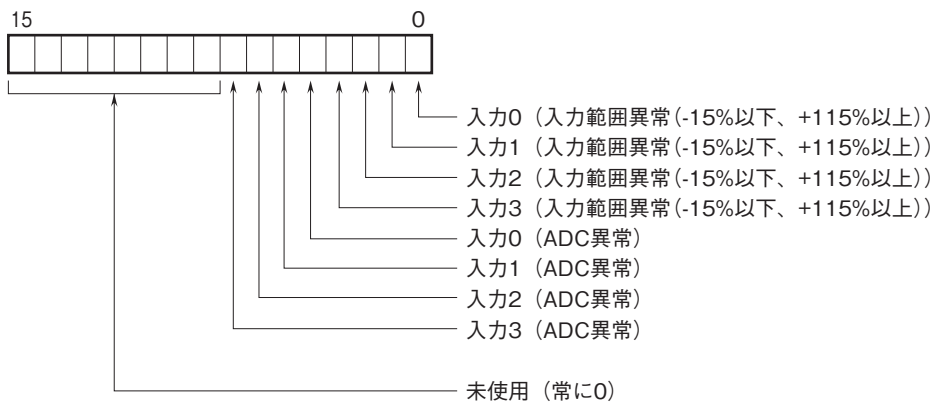 15 0
入力0（入力範囲異常（-15%以下、+115%以上））
入力1（入力範囲異常（-15%以下、+115%以上））
入力2（入力範囲異常（-15%以下、+115%以上））
入力3（入力範囲異常（-15%以下、+115%以上））
入力0（ADC異常）
入力1（ADC異常）
入力2（ADC異常）
入力3（ADC異常）
未使用（常に0）